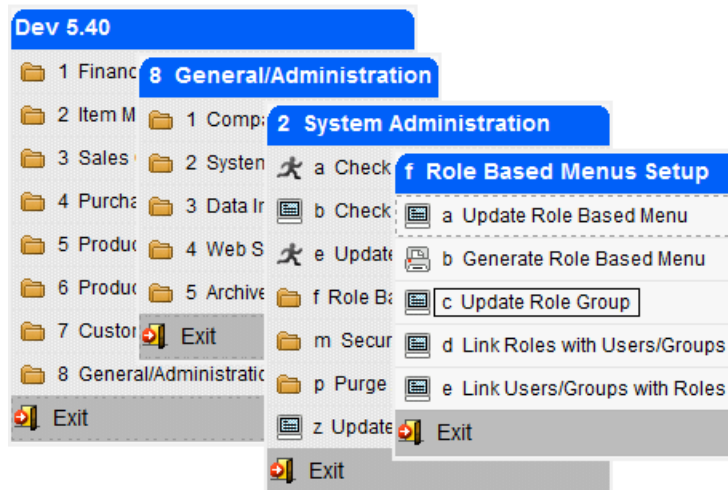 Dev 5.40
1 Financ
2 Item M
3 Sales
4 Purcha
5 Produc
6 Produc
7 Custor
8 General/Administratic
Exit
8 General/Administration
1 Compa
2 System
3 Data Ir
4 Web S
5 Archive
Exit
2 System Administration
a Check
b Check
e Update
f Role Ba
m Secur
p Purge
z Update
Exit
f Role Based Menus Setup
a Update Role Based Menu
b Generate Role Based Menu
c Update Role Group
d Link Roles with Users/Groups
e Link Users/Groups with Roles
Exit